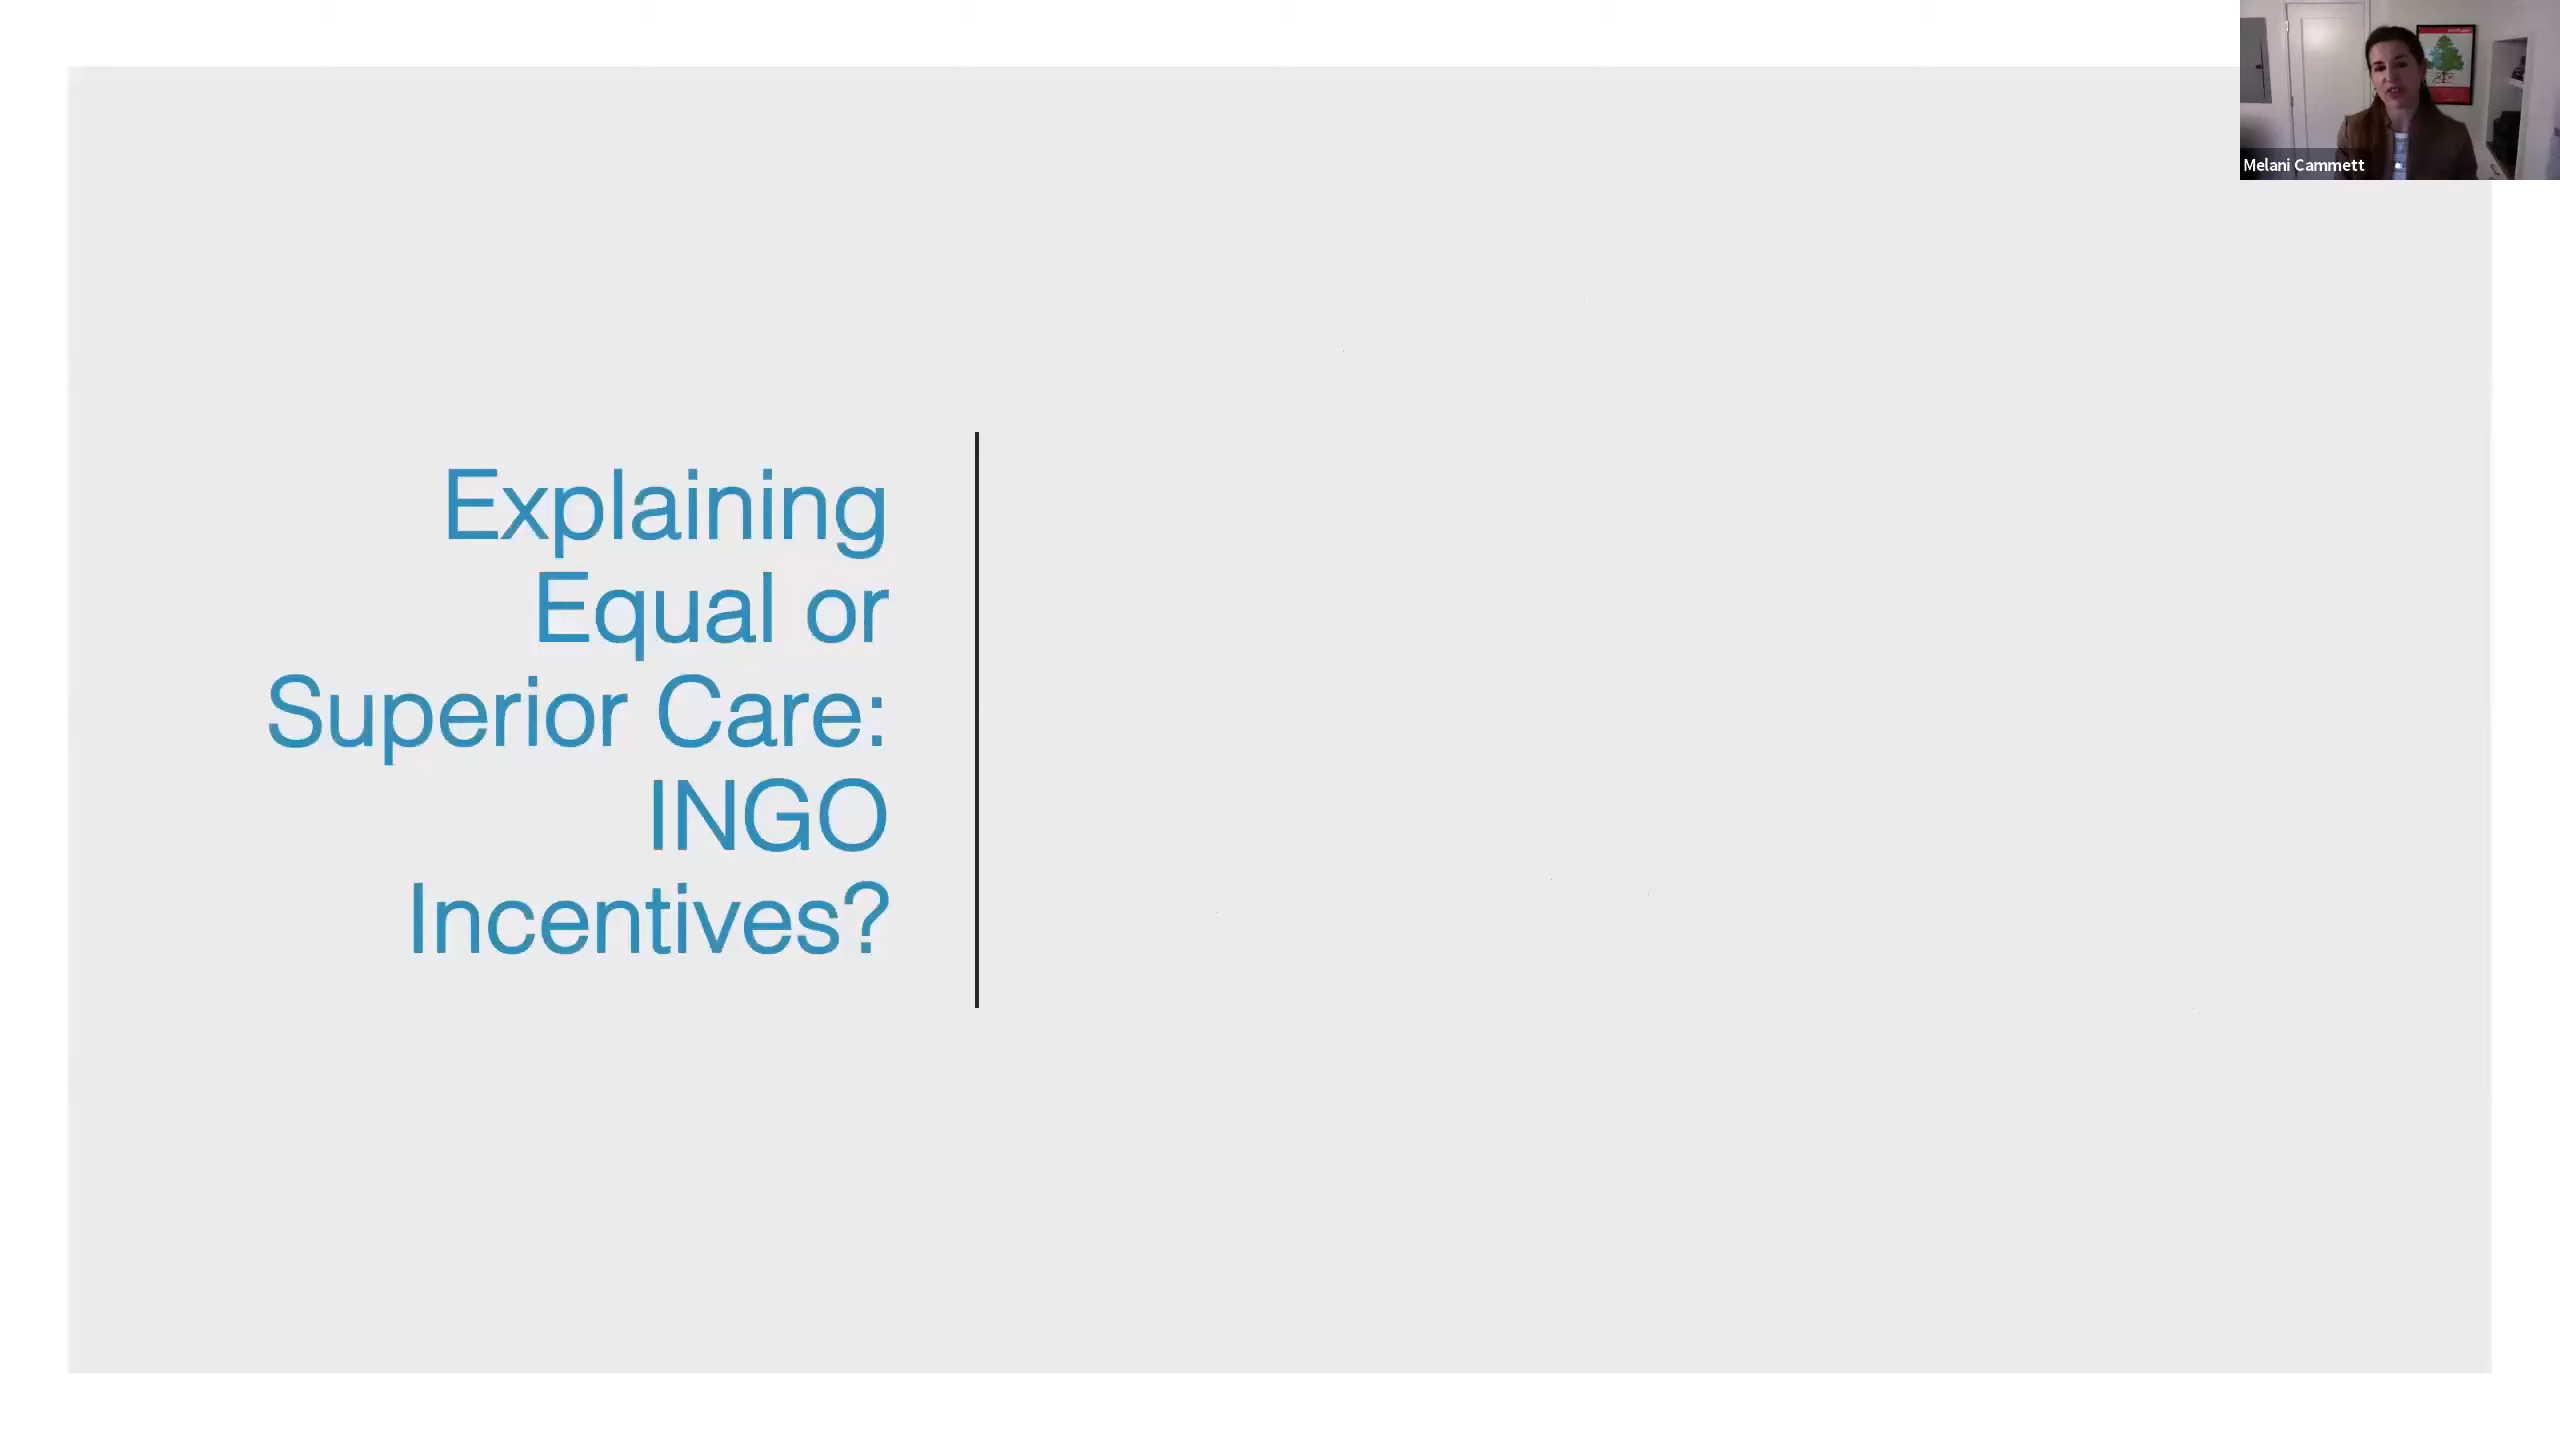 Explaining
Equal or
Superior Care:
INGO
Incentives?
Melani Cammett